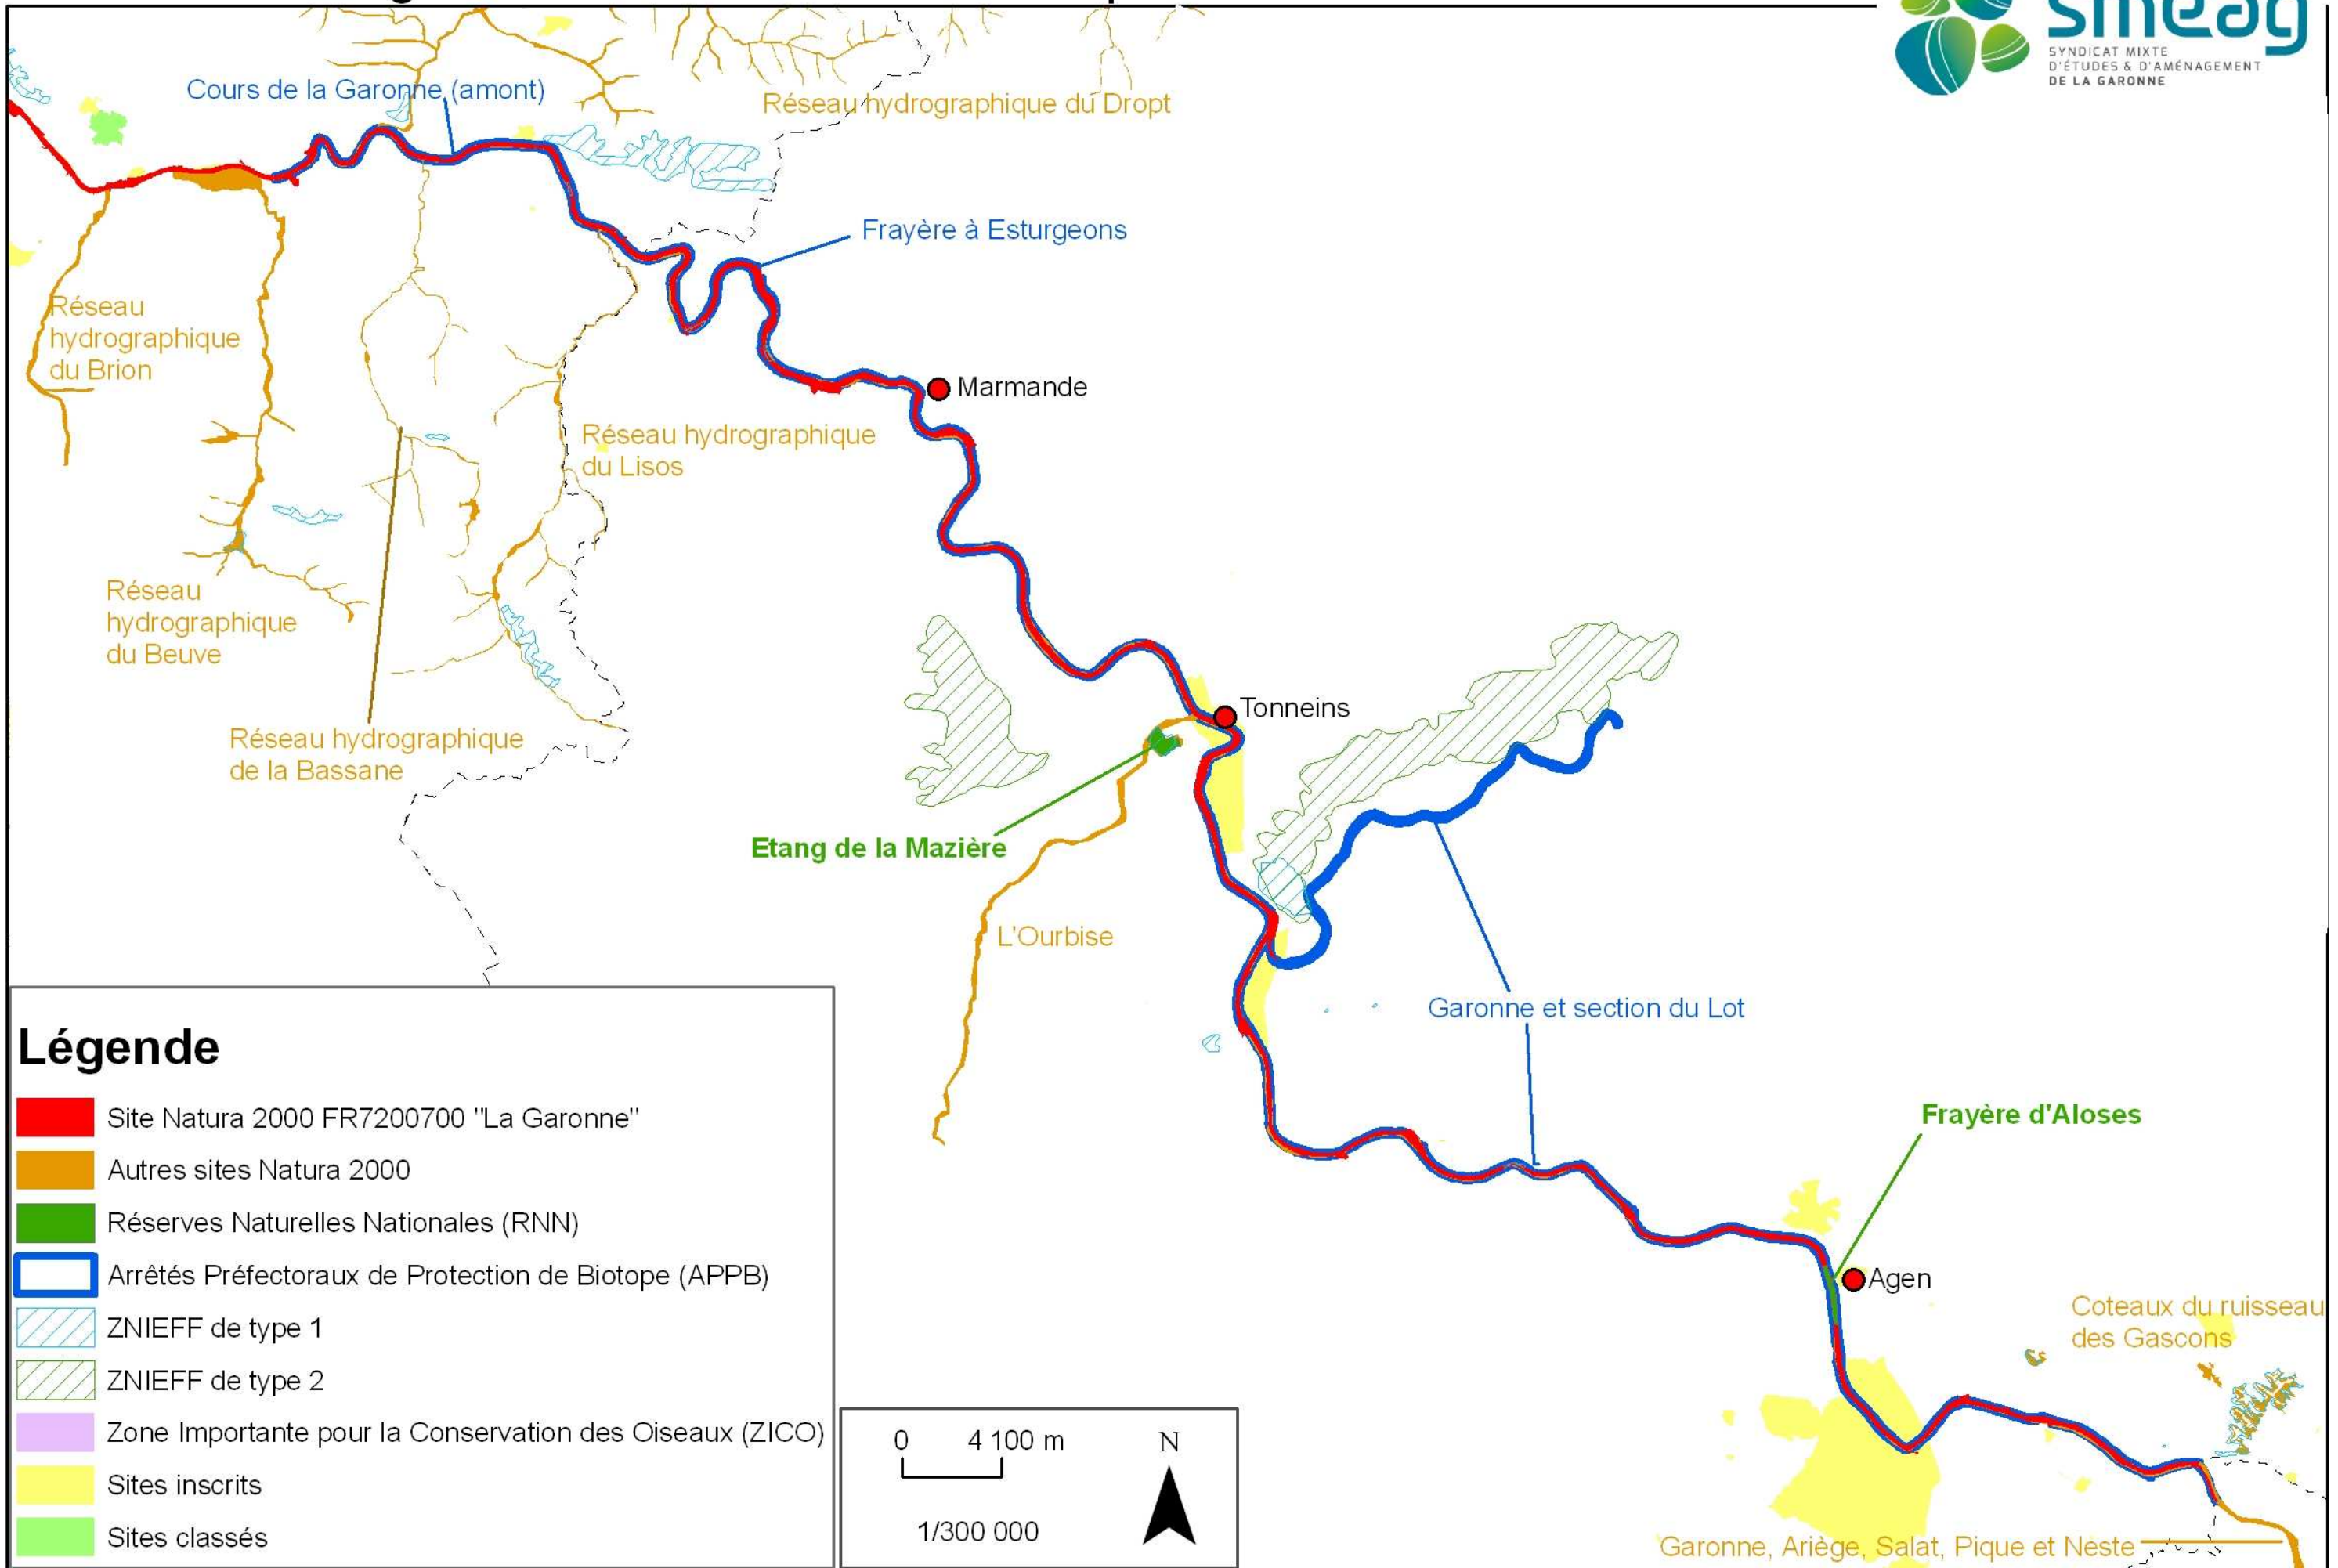 smeag
SYNDICAT MIXTE
D'ÉTUDES & D'AMÉNAGEMENT
DE LA GARONNE
Cours de la Garonne (amont)
Réseau hydrographique du Dropt
Frayère à Esturgeons
Réseau
hydrographique
du Brion
Marmande
Réseau hydrographique
du Lisos
Réseau
hydrographique
du Beuve
Réseau hydrographique
de la Bassane
Tonneins
Etang de la Mazière
L'Ourbise
Garonne et section du Lot
Frayère d'Aloses
Agen
Coteaux du ruisseau
des Gascons
Garonne, Ariège, Salat, Pique et Neste
Légende
Site Natura 2000 FR7200700 "La Garonne"
Autres sites Natura 2000
Réserves Naturelles Nationales (RNN)
Arrêtés Préfectoraux de Protection de Biotope (APPB)
ZNIEFF de type 1
ZNIEFF de type 2
Zone Importante pour la Conservation des Oiseaux (ZICO)
Sites inscrits
Sites classés
0 4 100 m
N
1/300 000